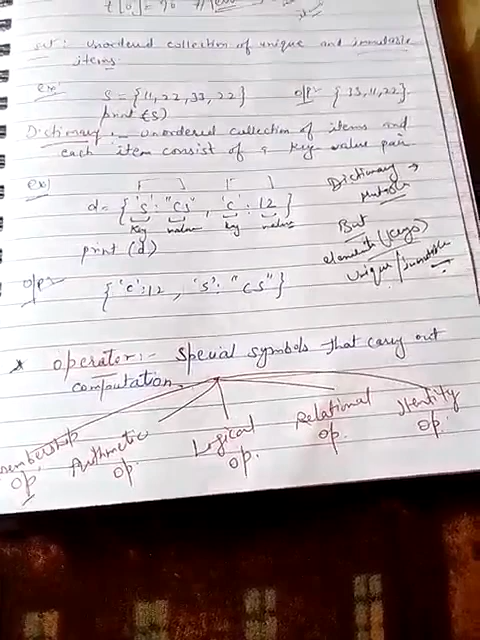 t[0] = 90
set: unordered collection of unique and immutable
items
ex:
s = {11,22,33,22} o/p- {33,11,22}
print(s)
Dictionary:- unordered collection of items and
each item consist of a key-value pair
ex)
d = {'s': "cs", 'c': 12}
key value key value
print(d)
o/p-
{'c':12, 's': "cs"}
Dictionary →
Mutable
But
elements(keys)
unique/immutable
* operater:- special symbols that carry out
computation.
membership op.
Arithmetic op.
Logical op.
Relational op.
Identity op.